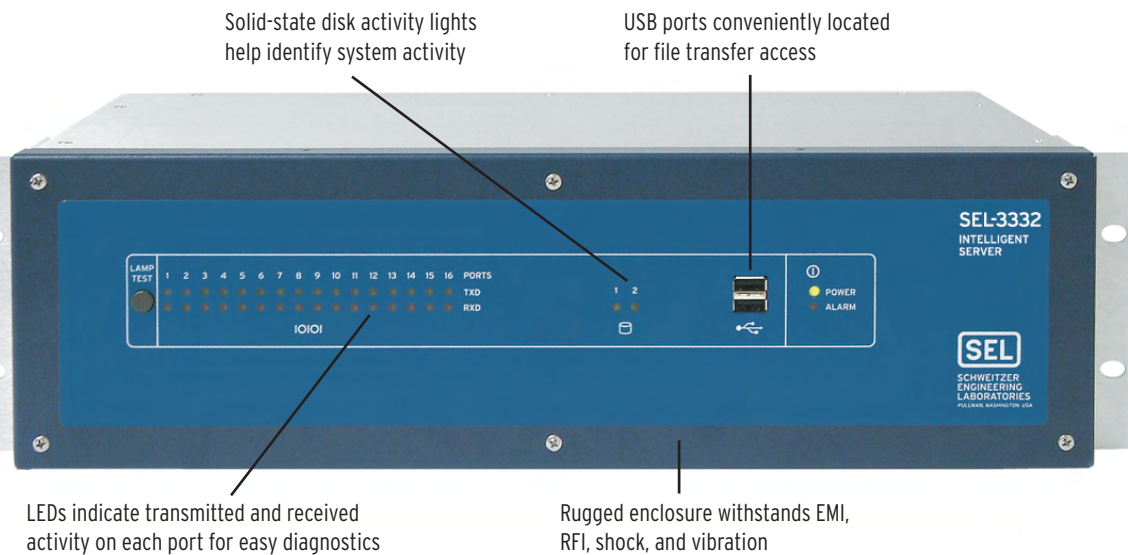 Solid-state disk activity lights
help identify system activity
USB ports conveniently located
for file transfer access
SEL-3332
INTELLIGENT
SERVER
LAMP
TEST
1 2 3 4 5 6 7 8 9 10 11 12 13 14 15 16 PORTS
TXD
RXD
IOIOI
1 2
POWER
ALARM
SEL
SCHWEITZER
ENGINEERING
LABORATORIES
PULLMAN, WASHINGTON USA
LEDs indicate transmitted and received
activity on each port for easy diagnostics
Rugged enclosure withstands EMI,
RFI, shock, and vibration